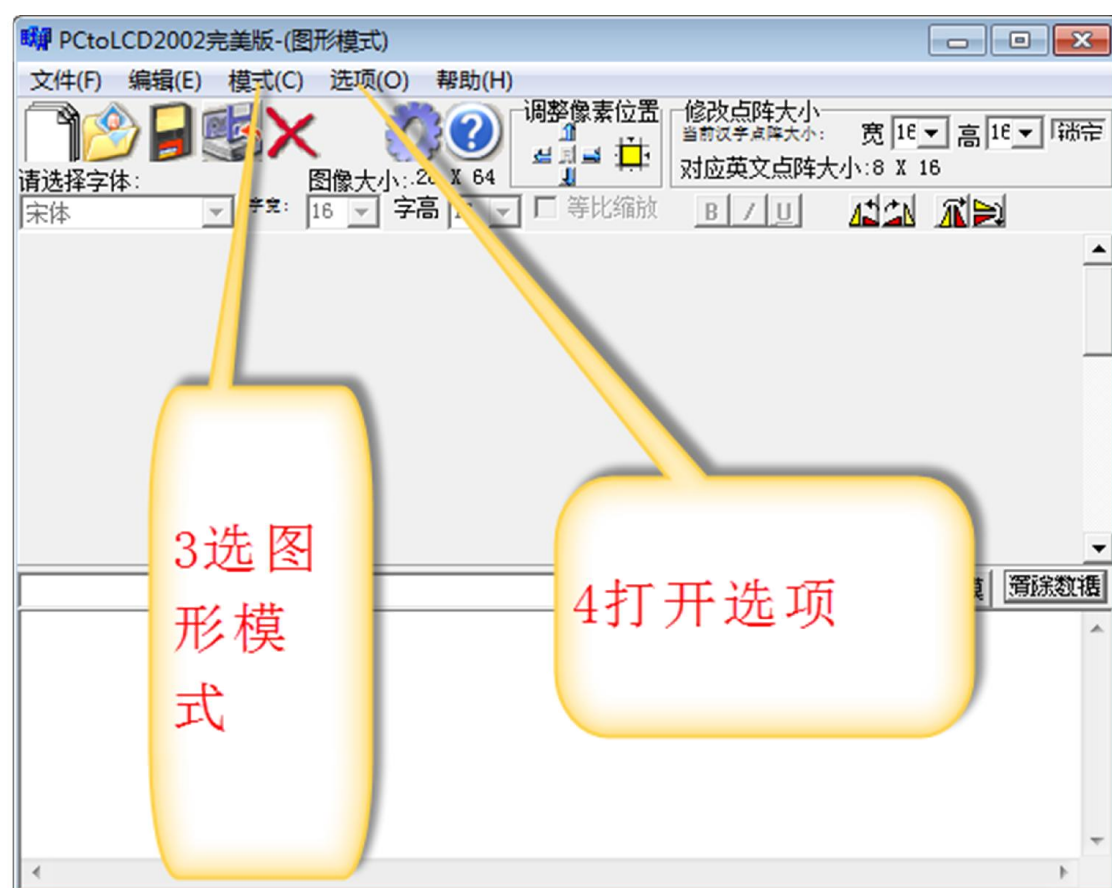 PCtoLCD2002完美版-(图形模式)
文件(F) 编辑(E) 模式(C) 选项(O) 帮助(H)
调整像素位置
修改点阵大小
当前汉字点阵大小: 宽 16 高 16 锁定
对应英文点阵大小:8 X 16
请选择字体:
图像大小: X 64
宋体
字宽: 16 字高 等比缩放 B I U
3选图
形模
式
4打开选项
清除数据